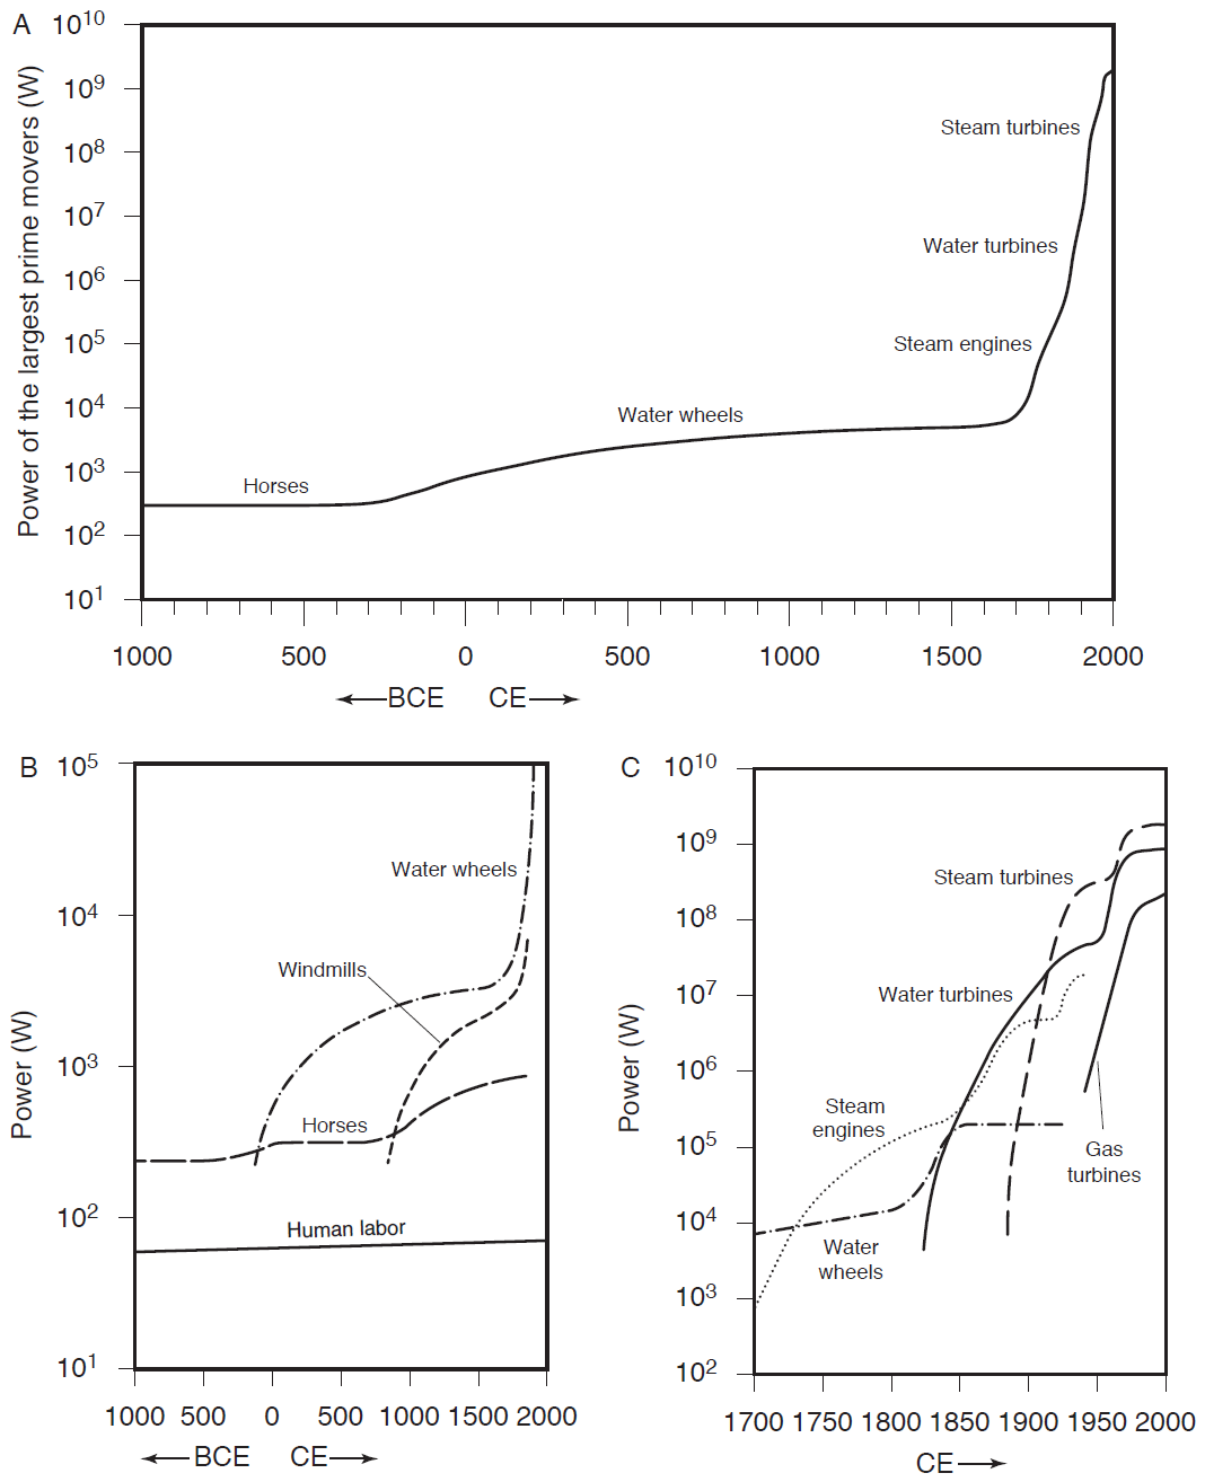 A
10¹⁰
10⁹
10⁸
10⁷
10⁶
10⁵
10⁴
10³
10²
10¹
Power of the largest prime movers (W)
Steam turbines
Water turbines
Steam engines
Water wheels
Horses
1000 500 0 500 1000 1500 2000
←BCE CE→
B
10⁵
10⁴
10³
10²
10¹
Power (W)
Water wheels
Windmills
Horses
Human labor
1000 500 0 500 1000 1500 2000
←BCE CE→
C
10¹⁰
10⁹
10⁸
10⁷
10⁶
10⁵
10⁴
10³
10²
Power (W)
Steam turbines
Water turbines
Steam
engines
Gas
turbines
Water
wheels
1700 1750 1800 1850 1900 1950 2000
CE→